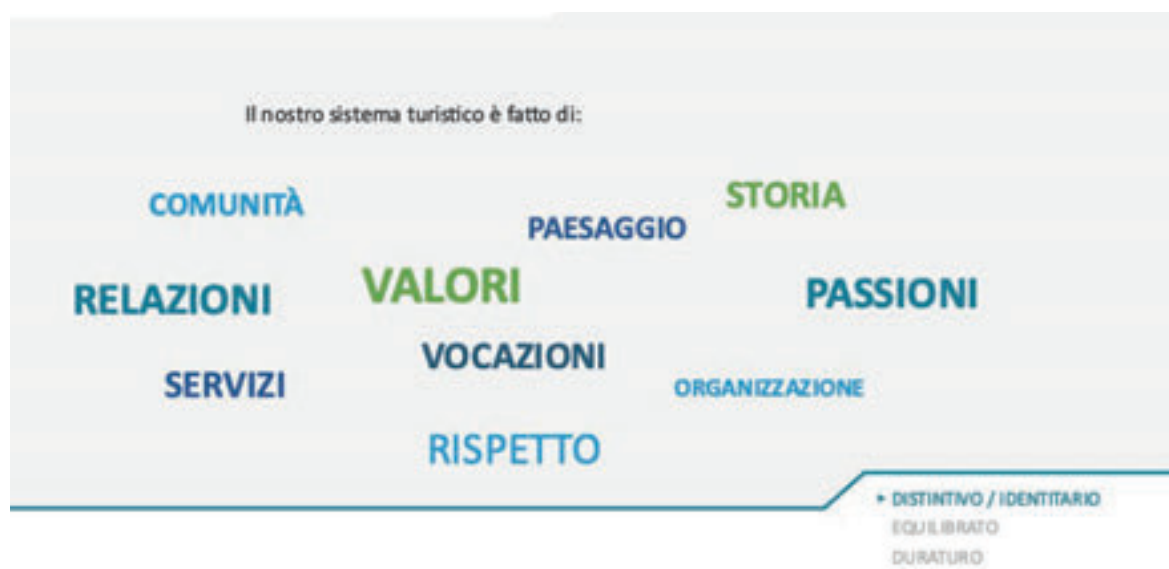 Il nostro sistema turistico è fatto di:
COMUNITÀ
STORIA
PAESAGGIO
RELAZIONI
VALORI
PASSIONI
VOCAZIONI
SERVIZI
ORGANIZZAZIONE
RISPETTO
▸ DISTINTIVO / IDENTITARIO
EQUILIBRATO
DURATURO